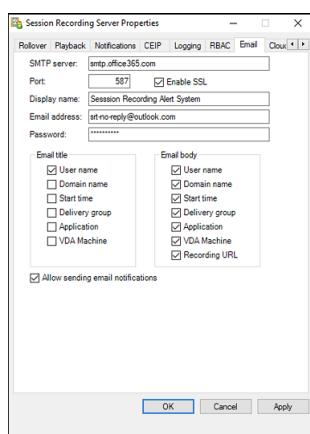 Session Recording Server Properties
Rollover Playback Notifications CEIP Logging RBAC Email Clou
SMTP server: smtp.office365.com
Port: 587 Enable SSL
Display name: Sesssion Recording Alert System
Email address: srt-no-reply@outlook.com
Password: **********
Email title Email body
User name User name
Domain name Domain name
Start time Start time
Delivery group Delivery group
Application Application
VDA Machine VDA Machine
Recording URL
Allow sending email notifications
OK Cancel Apply